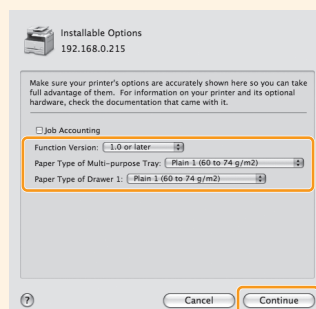 Installable Options
192.168.0.215
Make sure your printer's options are accurately shown here so you can take
full advantage of them. For information on your printer and its optional
hardware, check the documentation that came with it.
Job Accounting
Function Version: 1.0 or later
Paper Type of Multi-purpose Tray: Plain 1 (60 to 74 g/m2)
Paper Type of Drawer 1: Plain 1 (60 to 74 g/m2)
? Cancel Continue